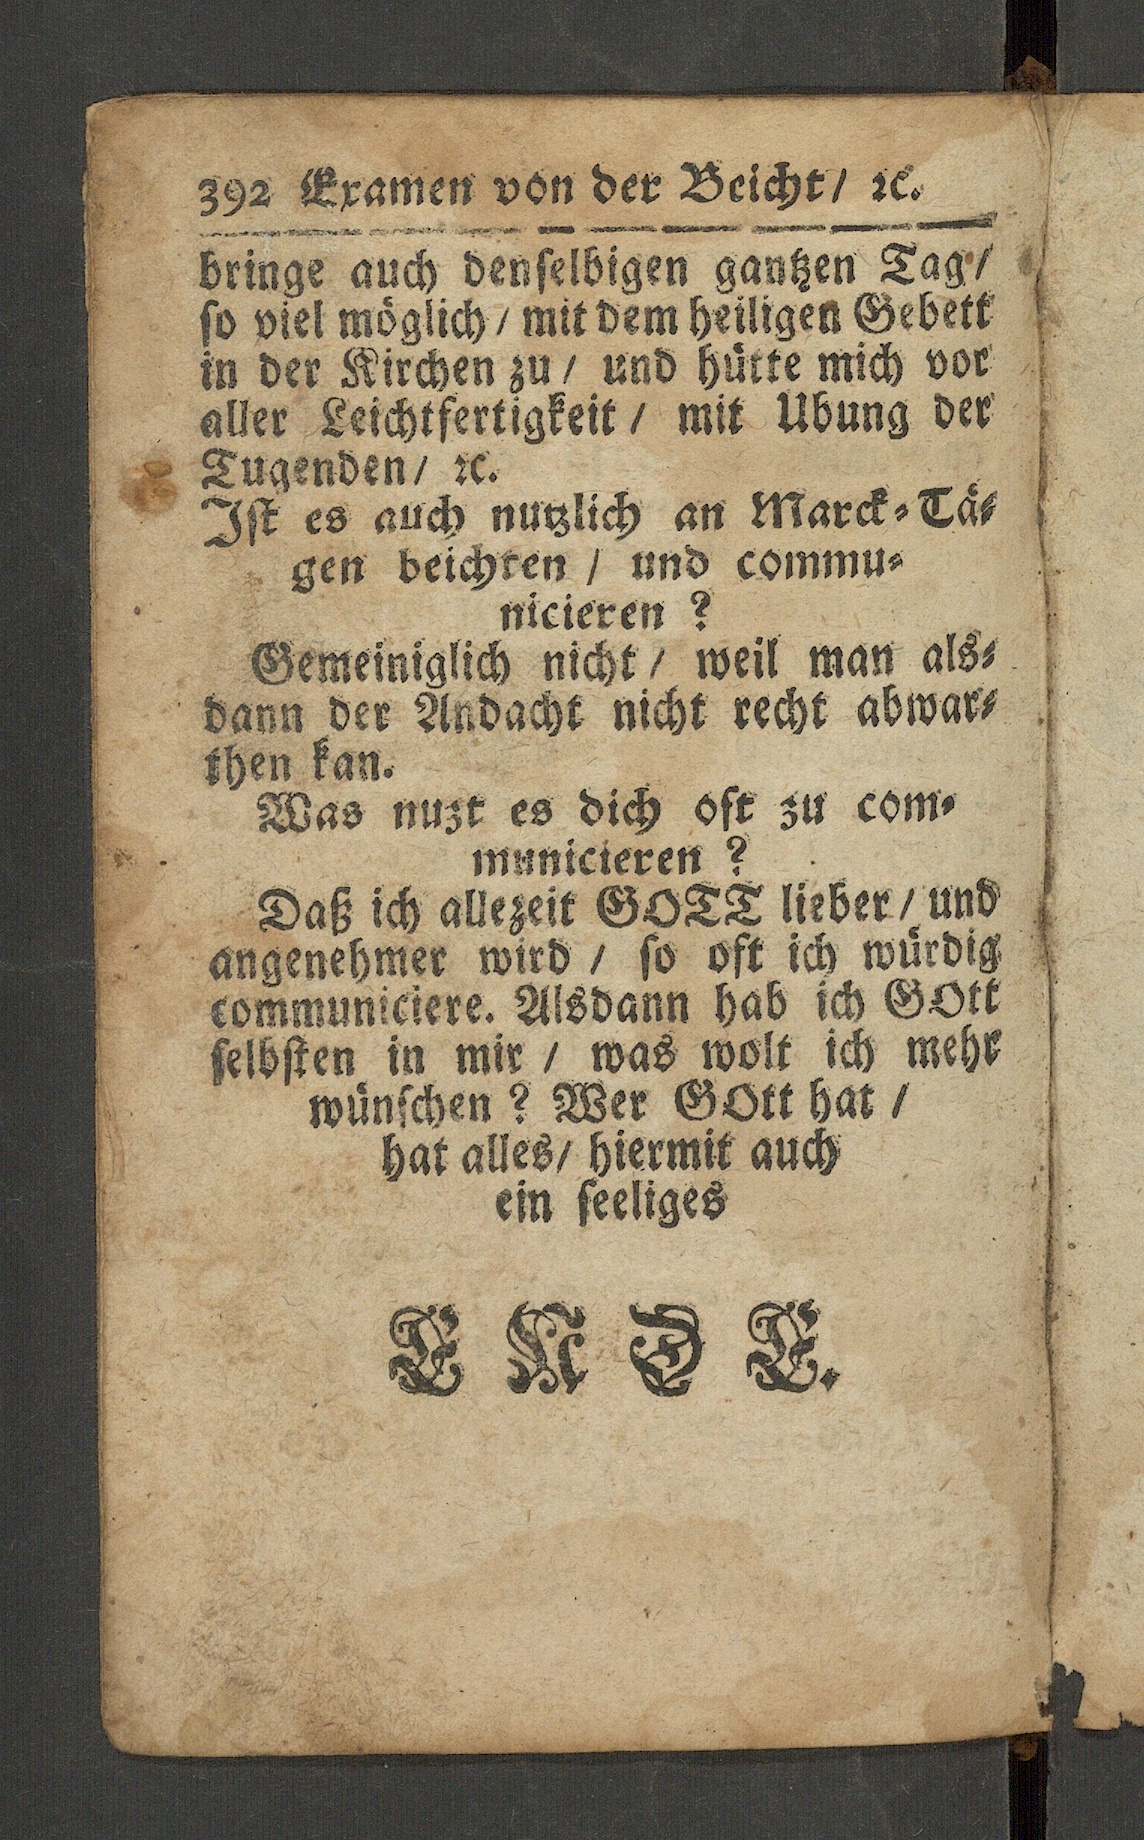 392 Examen von der Beicht/ ꝛc.
bringe auch denselbigen gantzen Tag/
so viel möglich/ mit dem heiligen Gebett
in der Kirchen zu/ und hütte mich vor
aller Leichtfertigkeit/ mit Ubung der
Tugenden/ ꝛc.
Ist es auch nutzlich an Marck-Tä-
gen beichten / und commu-
nicieren ?
Gemeiniglich nicht/ weil man als-
dann der Andacht nicht recht abwar-
then kan.
Was nuzt es dich oft zu com-
municieren ?
Daß ich allezeit GOTT lieber/ und
angenehmer wird / so oft ich würdig
communiciere. Alsdann hab ich GOtt
selbsten in mir / was wolt ich mehr
wünschen ? Wer GOtt hat /
hat alles/ hiermit auch
ein seeliges
E N D E.